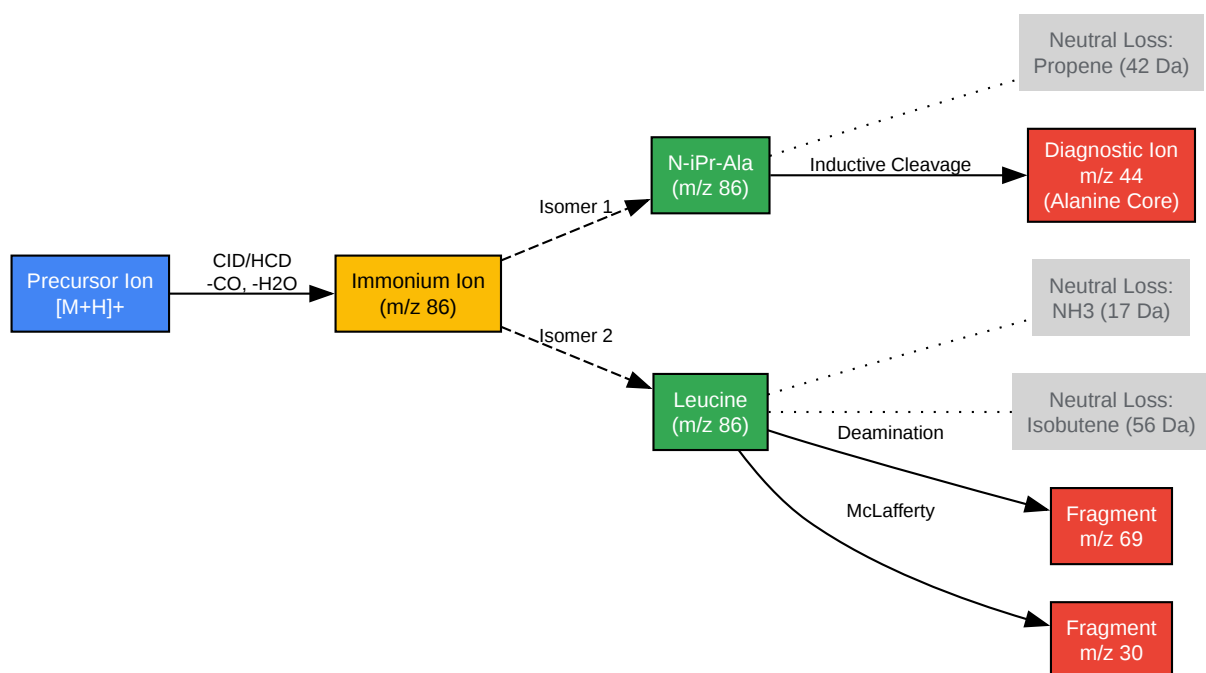 Precursor Ion
[M+H]+
CID/HCD
-CO, -H2O
Immonium Ion
(m/z 86)
Isomer 1
Isomer 2
N-iPr-Ala
(m/z 86)
Leucine
(m/z 86)
Inductive Cleavage
Deamination
McLafferty
Neutral Loss:
Propene (42 Da)
Diagnostic Ion
m/z 44
(Alanine Core)
Neutral Loss:
NH3 (17 Da)
Neutral Loss:
Isobutene (56 Da)
Fragment
m/z 69
Fragment
m/z 30